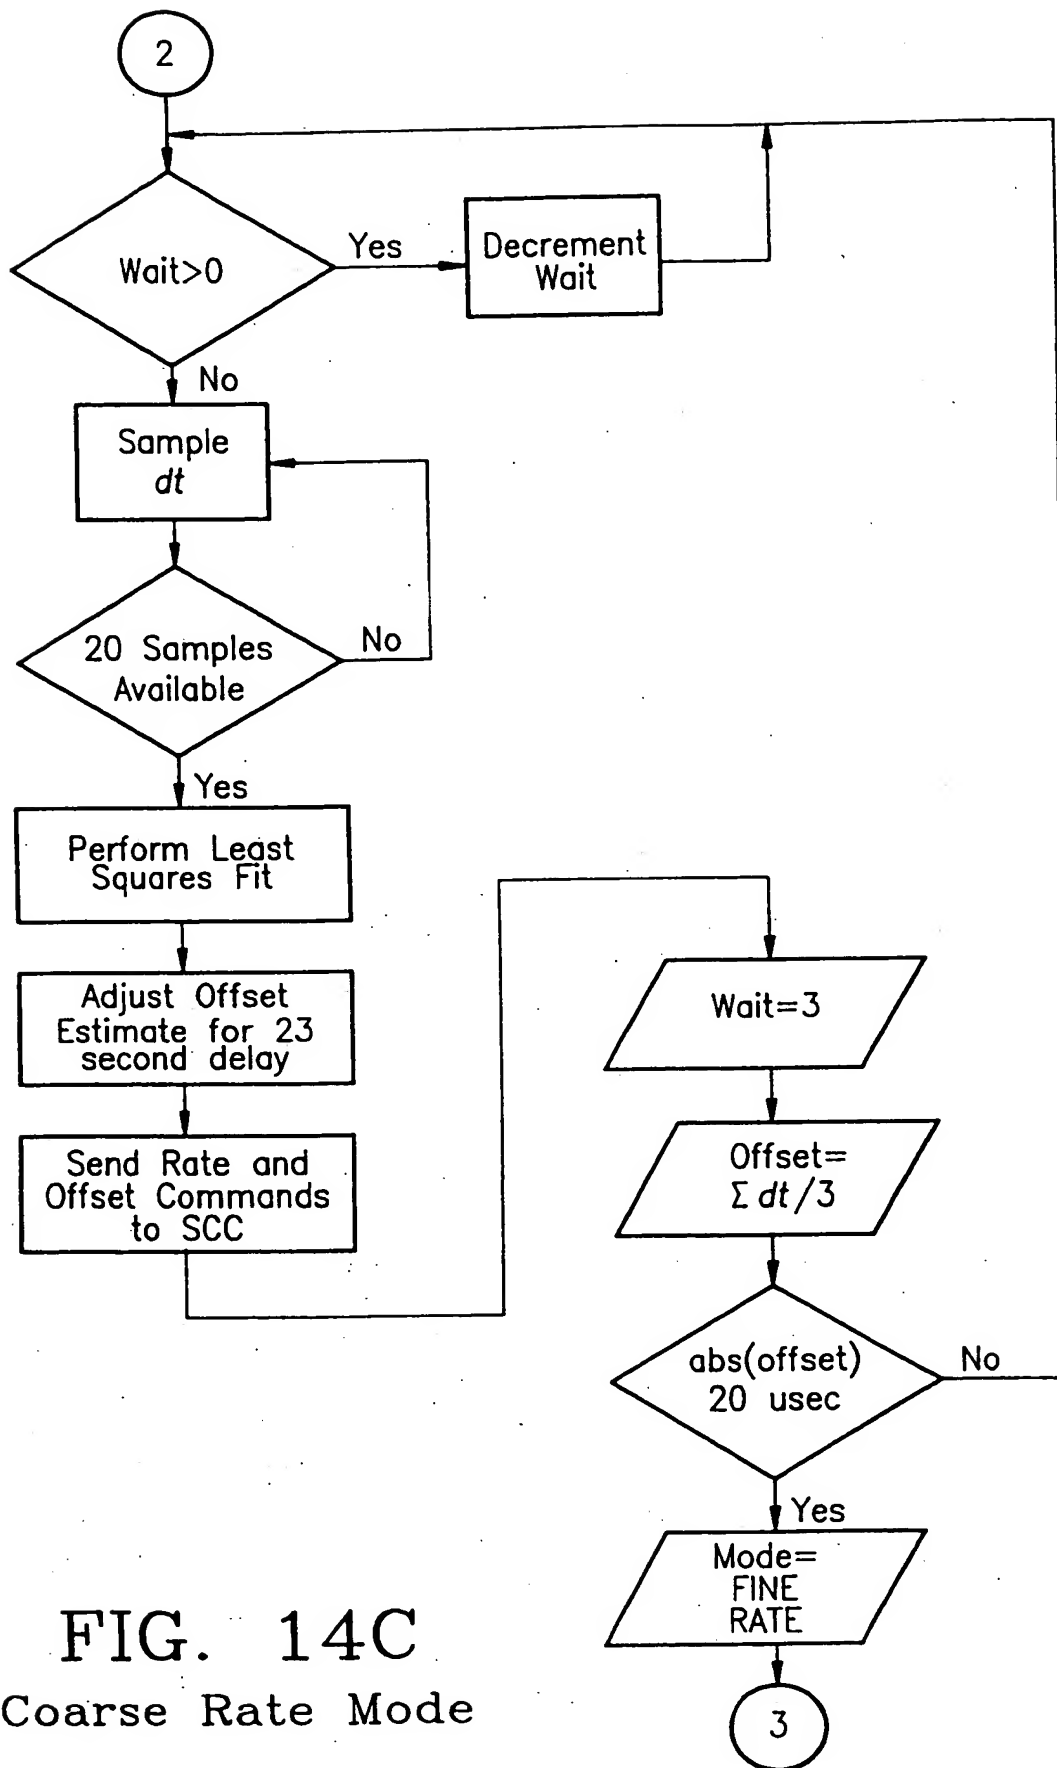 2
Wait>0
Yes
Decrement
Wait
No
Sample
dt
20 Samples
Available
No
Yes
Perform Least
Squares Fit
Adjust Offset
Estimate for 23
second delay
Send Rate and
Offset Commands
to SCC
Wait=3
Offset=
Σ dt/3
abs(offset)
20 usec
No
Yes
Mode=
FINE
RATE
3
FIG. 14C
Coarse Rate Mode